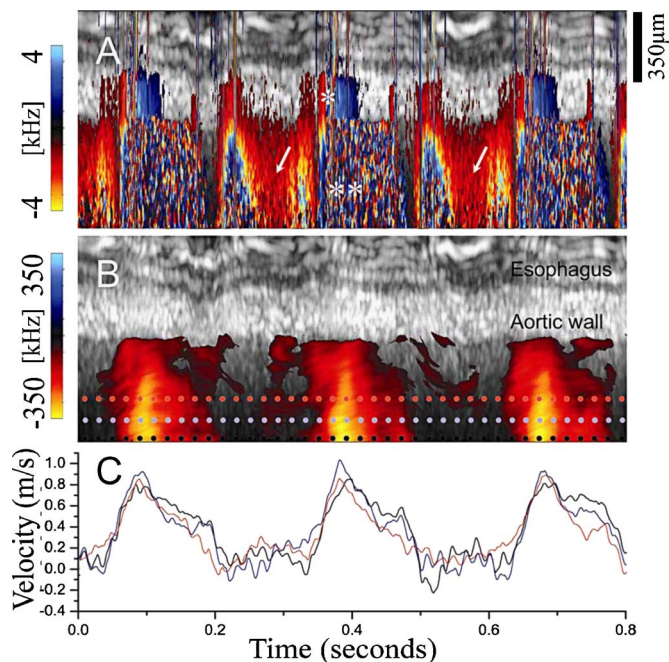 A
4
[kHz]
-4
*
**
350µm
B
350
[kHz]
-350
Esophagus
Aortic wall
C
Velocity (m/s)
1.0
0.8
0.6
0.4
0.2
0.0
-0.2
-0.4
0.0 0.2 0.4 0.6 0.8
Time (seconds)